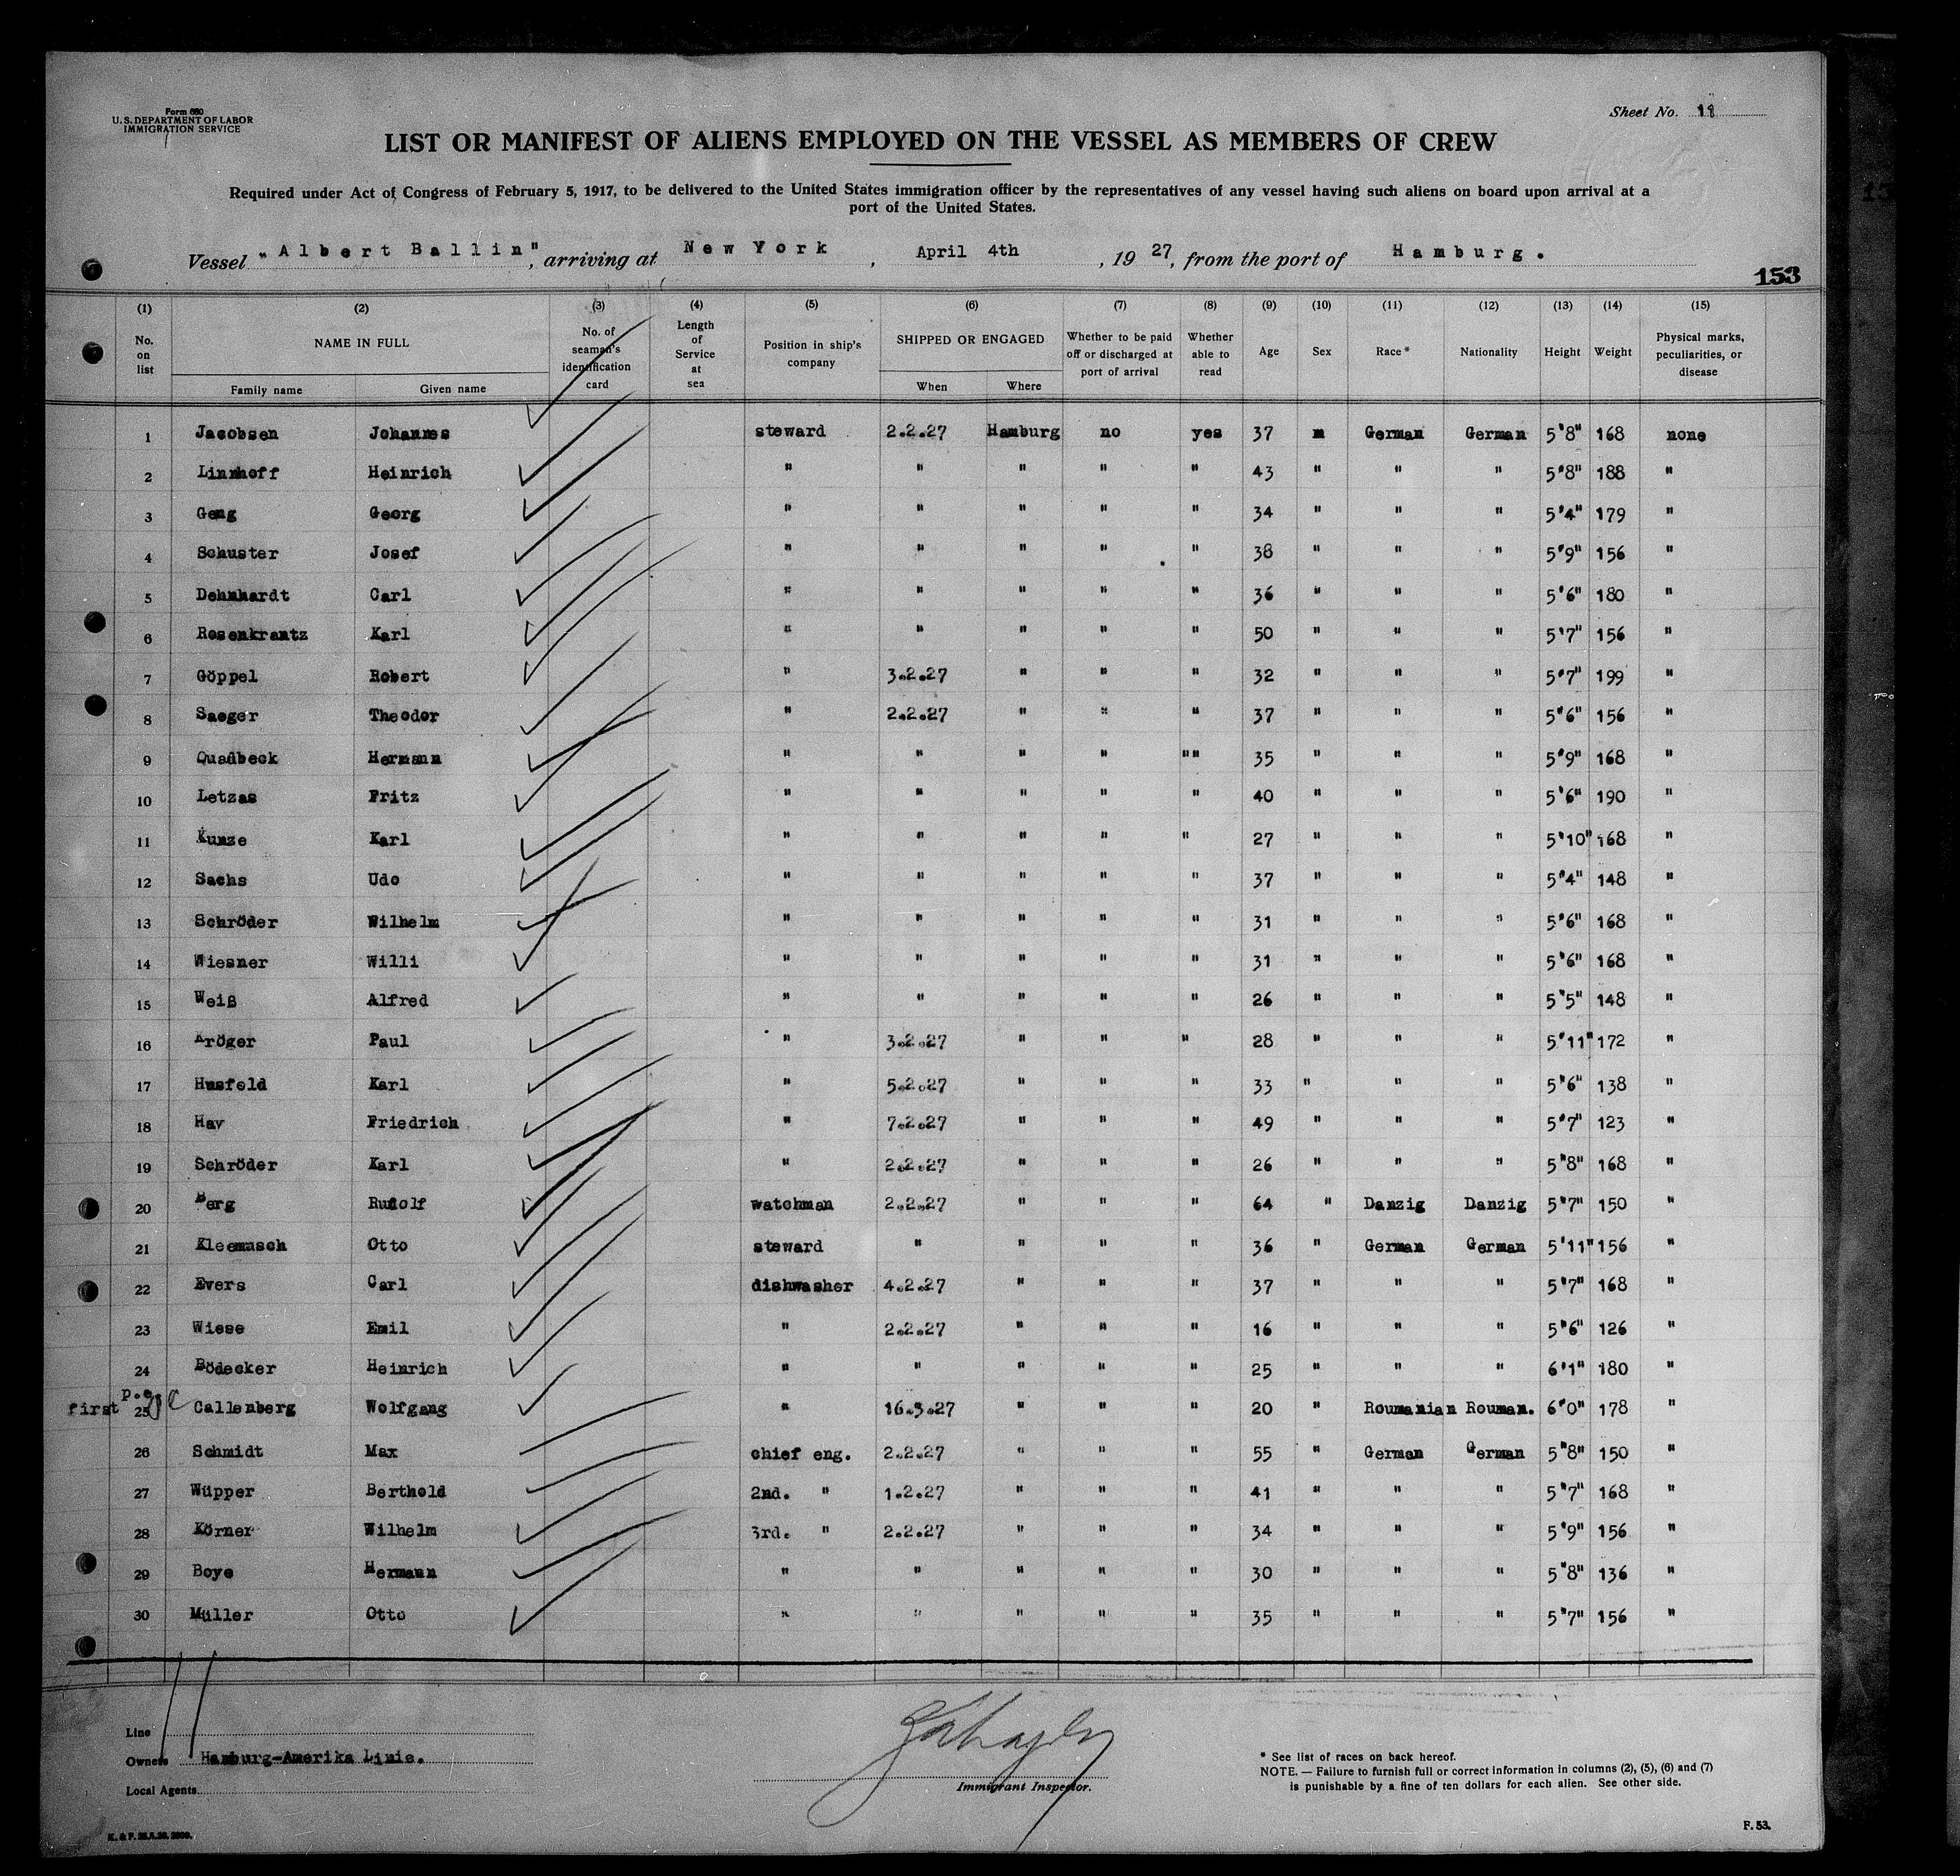 Form 680
U.S. DEPARTMENT OF LABOR
IMMIGRATION SERVICE
Sheet No. 18
LIST OR MANIFEST OF ALIENS EMPLOYED ON THE VESSEL AS MEMBERS OF CREW
Required under Act of Congress of February 5, 1917, to be delivered to the United States immigration officer by the representatives of any vessel having such aliens on board upon arrival at a
port of the United States.
Vessel "Albert Ballin", arriving at New York, April 4th, 1927, from the port of Hamburg.
153
(1) (2) (3) (4) (5) (6) (7) (8) (9) (10) (11) (12) (13) (14) (15)
No. on list NAME IN FULL No. of seaman's identification card Length of Service at sea Position in ship's company SHIPPED OR ENGAGED Whether to be paid off or discharged at port of arrival Whether able to read Age Sex Race* Nationality Height Weight Physical marks, peculiarities, or disease
Family name Given name When Where
1 Jacobsen Johannes steward 2.2.27 Hamburg no yes 37 m German German 5'8" 168 none
2 Linnhoff Heinrich " " " " " 43 " " " 5'8" 188 "
3 Geng Georg " " " " " 34 " " " 5'4" 179 "
4 Schuster Josef " " " " " 38 " " " 5'9" 156 "
5 Dehnhardt Carl " " " " " 36 " " " 5'6" 180 "
6 Rosenkrantz Karl " " " " " 50 " " " 5'7" 156 "
7 Göppel Robert " 3.2.27 " " " 32 " " " 5'7" 199 "
8 Saeger Theodor " 2.2.27 " " " 37 " " " 5'6" 156 "
9 Quadbeck Hermann " " " " "" 35 " " " 5'9" 168 "
10 Letzas Fritz " " " " " 40 " " " 5'6" 190 "
11 Kunze Karl " " " " " 27 " " " 5'10" 168 "
12 Sachs Udo " " " " " 37 " " " 5'4" 148 "
13 Schröder Wilhelm " " " " " 31 " " " 5'6" 168 "
14 Wiesner Willi " " " " " 31 " " " 5'6" 168 "
15 Weiß Alfred " " " " " 26 " " " 5'5" 148 "
16 Kröger Paul " 3.2.27 " " " 28 " " " 5'11" 172 "
17 Husfeld Karl " 5.2.27 " " " 33 " " " 5'6" 138 "
18 Hay Friedrich " 7.2.27 " " " 49 " " " 5'7" 123 "
19 Schröder Karl " 2.2.27 " " " 26 " " " 5'8" 168 "
20 Berg Rudolf watchman 2.2.27 " " " 64 " Danzig Danzig 5'7" 150 "
21 Kleemusch Otto steward " " " " 36 " German German 5'11" 156 "
22 Evers Carl dishwasher 4.2.27 " " " 37 " " " 5'7" 168 "
23 Wiese Emil " 2.2.27 " " " 16 " " " 5'6" 126 "
24 Bödecker Heinrich " " " " " 25 " " " 6'1" 180 "
first p.e. 25 Callenberg Wolfgang " 16.3.27 " " " 20 " Roumanian Rouman. 6'0" 178 "
26 Schmidt Max chief eng. 2.2.27 " " " 55 " German German 5'8" 150 "
27 Wüpper Berthold 2nd. " 1.2.27 " " " 41 " " " 5'7" 168 "
28 Körner Wilhelm 3rd. " 2.2.27 " " " 34 " " " 5'9" 156 "
29 Boye Hermann " " " " " 30 " " " 5'8" 136 "
30 Müller Otto " " " " " 35 " " " 5'7" 156 "
Line
Owners Hamburg-Amerika Linie.
Local Agents
Immigrant Inspector.
* See list of races on back hereof.
NOTE.—Failure to furnish full or correct information in columns (2), (5), (6) and (7)
is punishable by a fine of ten dollars for each alien. See other side.
F. 53.